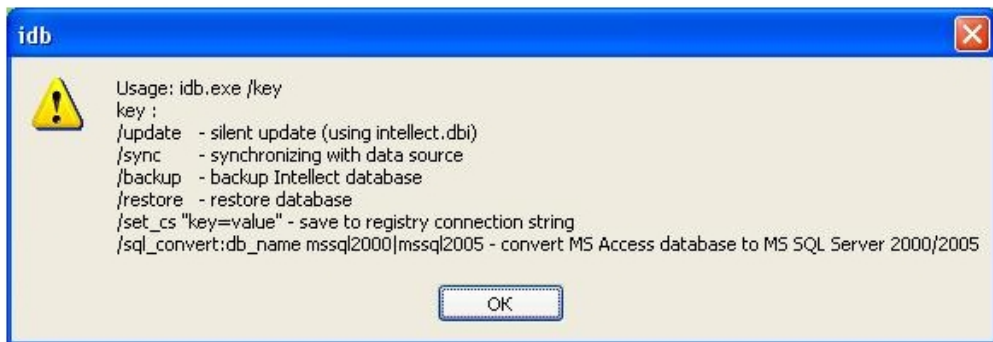 idb
Usage: idb.exe /key
key :
/update - silent update (using intellect.dbi)
/sync - synchronizing with data source
/backup - backup Intellect database
/restore - restore database
/set_cs "key=value" - save to registry connection string
/sql_convert:db_name mssql2000|mssql2005 - convert MS Access database to MS SQL Server 2000/2005
OK